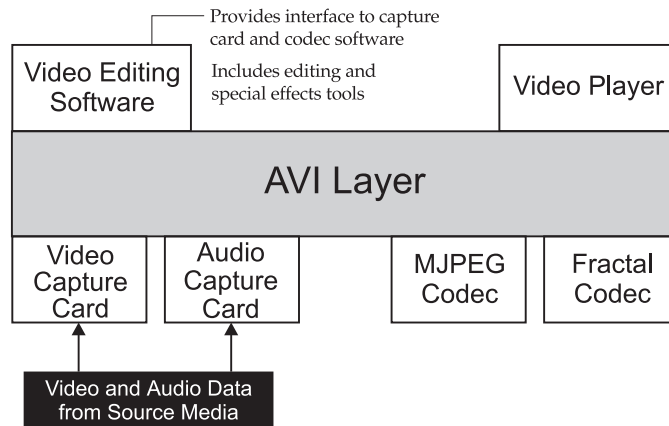 Provides interface to capture
card and codec software
Includes editing and
special effects tools
Video Editing
Software
Video Player
AVI Layer
Video
Capture
Card
Audio
Capture
Card
MJPEG
Codec
Fractal
Codec
Video and Audio Data
from Source Media